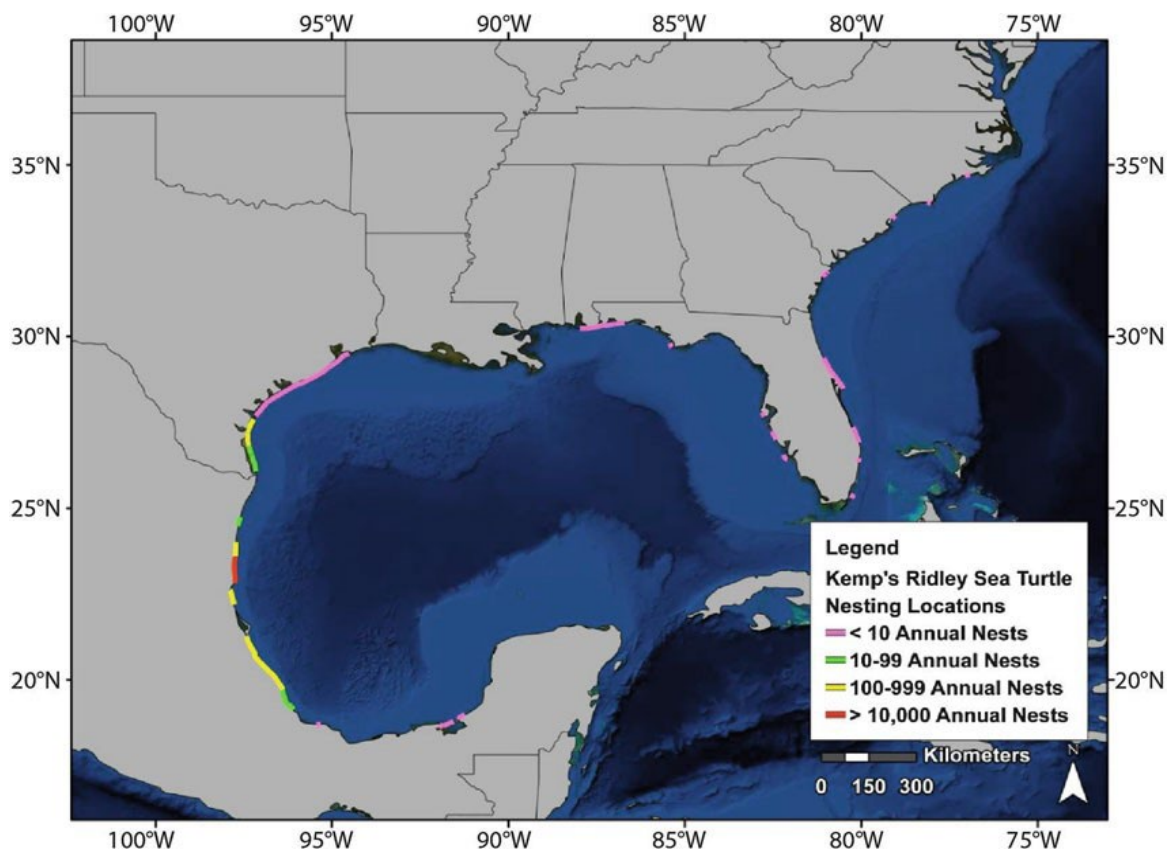 100°W 95°W 90°W 85°W 80°W 75°W
35°N 35°N
30°N 30°N
25°N 25°N
20°N 20°N
Legend
Kemp's Ridley Sea Turtle
Nesting Locations
< 10 Annual Nests
10-99 Annual Nests
100-999 Annual Nests
> 10,000 Annual Nests
Kilometers
0 150 300
N
100°W 95°W 90°W 85°W 80°W 75°W